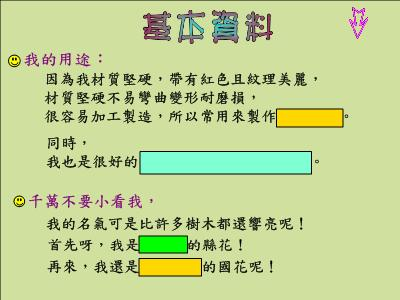 基本資料
我的用途：
因為我材質堅硬，帶有紅色且紋理美麗，
材質堅硬不易彎曲變形耐磨損，
很容易加工製造，所以常用來製作。
同時，
我也是很好的。
千萬不要小看我，
我的名氣可是比許多樹木都還響亮呢！
首先呀，我是的縣花！
再來，我還是的國花呢！